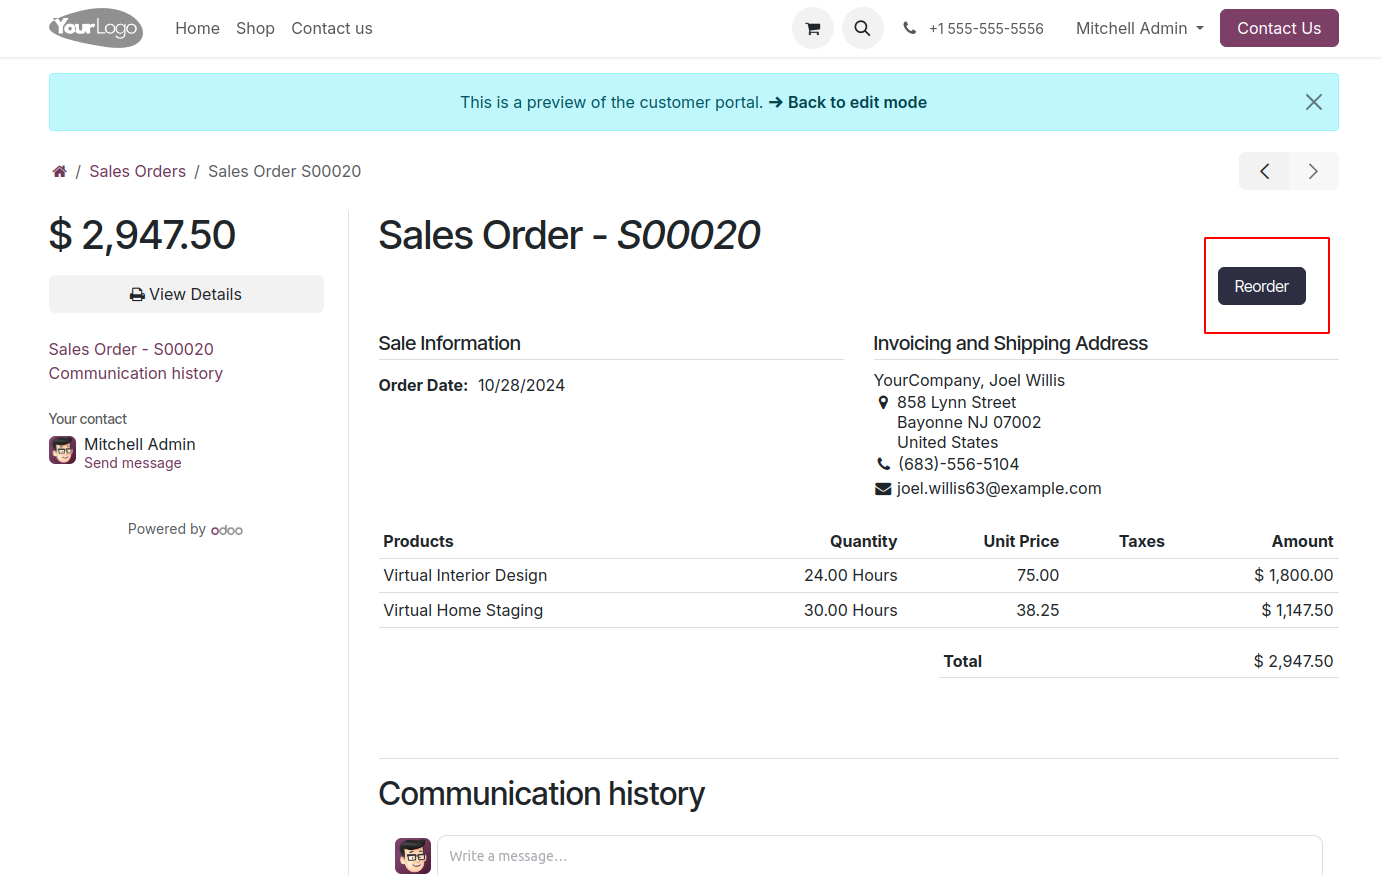 YourLogo
Home Shop Contact us
+1 555-555-5556
Mitchell Admin
Contact Us
This is a preview of the customer portal. → Back to edit mode
/ Sales Orders / Sales Order S00020
$ 2,947.50
View Details
Sales Order - S00020
Communication history
Your contact
Mitchell Admin
Send message
Powered by odoo
Sales Order - S00020
Reorder
Sale Information
Order Date: 10/28/2024
Invoicing and Shipping Address
YourCompany, Joel Willis
858 Lynn Street
Bayonne NJ 07002
United States
(683)-556-5104
joel.willis63@example.com
Products Quantity Unit Price Taxes Amount
Virtual Interior Design 24.00 Hours 75.00 $ 1,800.00
Virtual Home Staging 30.00 Hours 38.25 $ 1,147.50
Total $ 2,947.50
Communication history
Write a message...